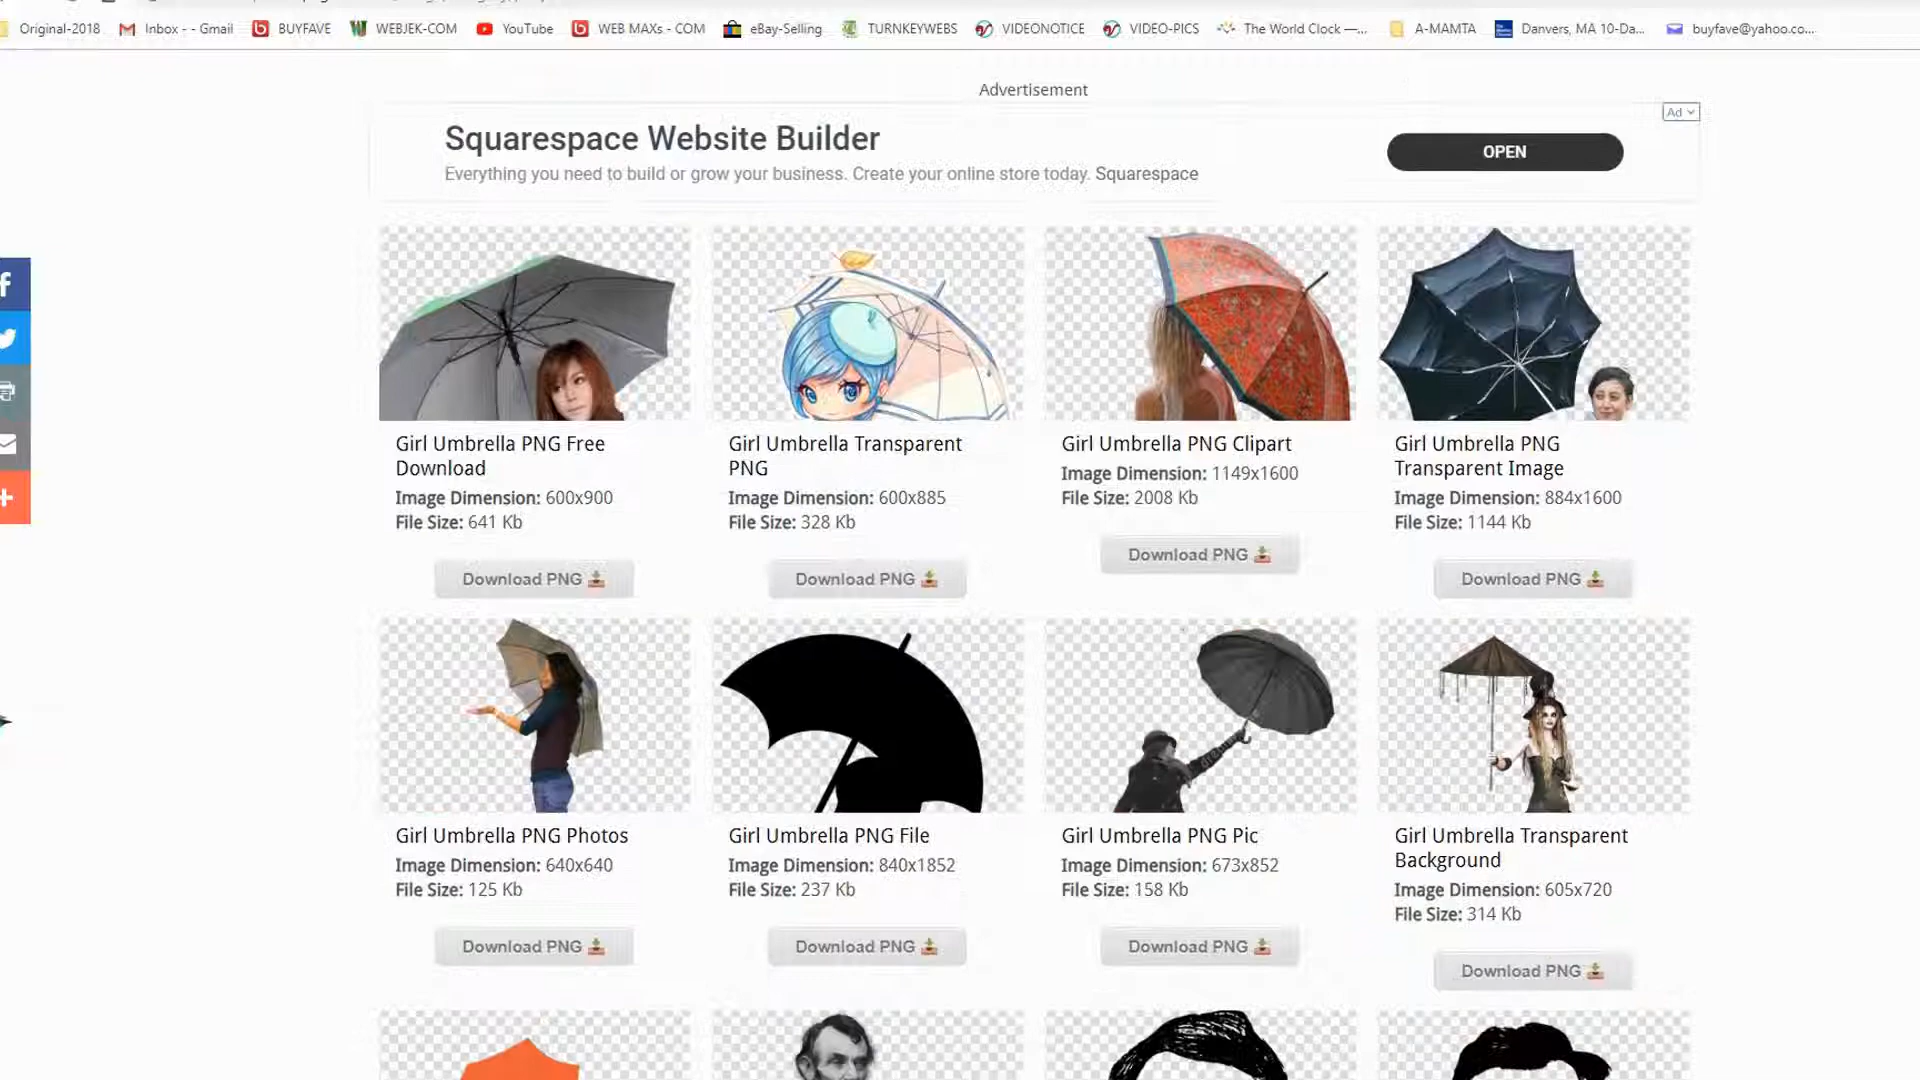 Original-2018
Inbox - - Gmail
BUYFAVE
WEBJEK-COM
YouTube
WEB MAXs - COM
eBay-Selling
TURNKEYWEBS
VIDEONOTICE
VIDEO-PICS
The World Clock —...
A-MAMTA
Danvers, MA 10-Da...
buyfave@yahoo.co...
Advertisement
Ad
Squarespace Website Builder
Everything you need to build or grow your business. Create your online store today. Squarespace
OPEN
Girl Umbrella PNG Free
Download
Image Dimension: 600x900
File Size: 641 Kb
Download PNG
Girl Umbrella Transparent
PNG
Image Dimension: 600x885
File Size: 328 Kb
Download PNG
Girl Umbrella PNG Clipart
Image Dimension: 1149x1600
File Size: 2008 Kb
Download PNG
Girl Umbrella PNG
Transparent Image
Image Dimension: 884x1600
File Size: 1144 Kb
Download PNG
Girl Umbrella PNG Photos
Image Dimension: 640x640
File Size: 125 Kb
Download PNG
Girl Umbrella PNG File
Image Dimension: 840x1852
File Size: 237 Kb
Download PNG
Girl Umbrella PNG Pic
Image Dimension: 673x852
File Size: 158 Kb
Download PNG
Girl Umbrella Transparent
Background
Image Dimension: 605x720
File Size: 314 Kb
Download PNG